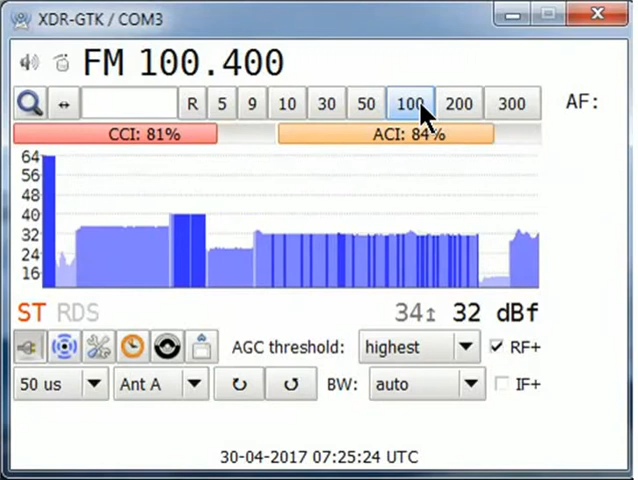 XDR-GTK / COM3
FM 100.400
R 5 9 10 30 50 100 200 300 AF:
CCI: 81% ACI: 84%
64
56
48
40
32
24
16
ST RDS 34↥ 32 dBf
AGC threshold: highest RF+
50 us Ant A ↻ ↺ BW: auto IF+
30-04-2017 07:25:24 UTC